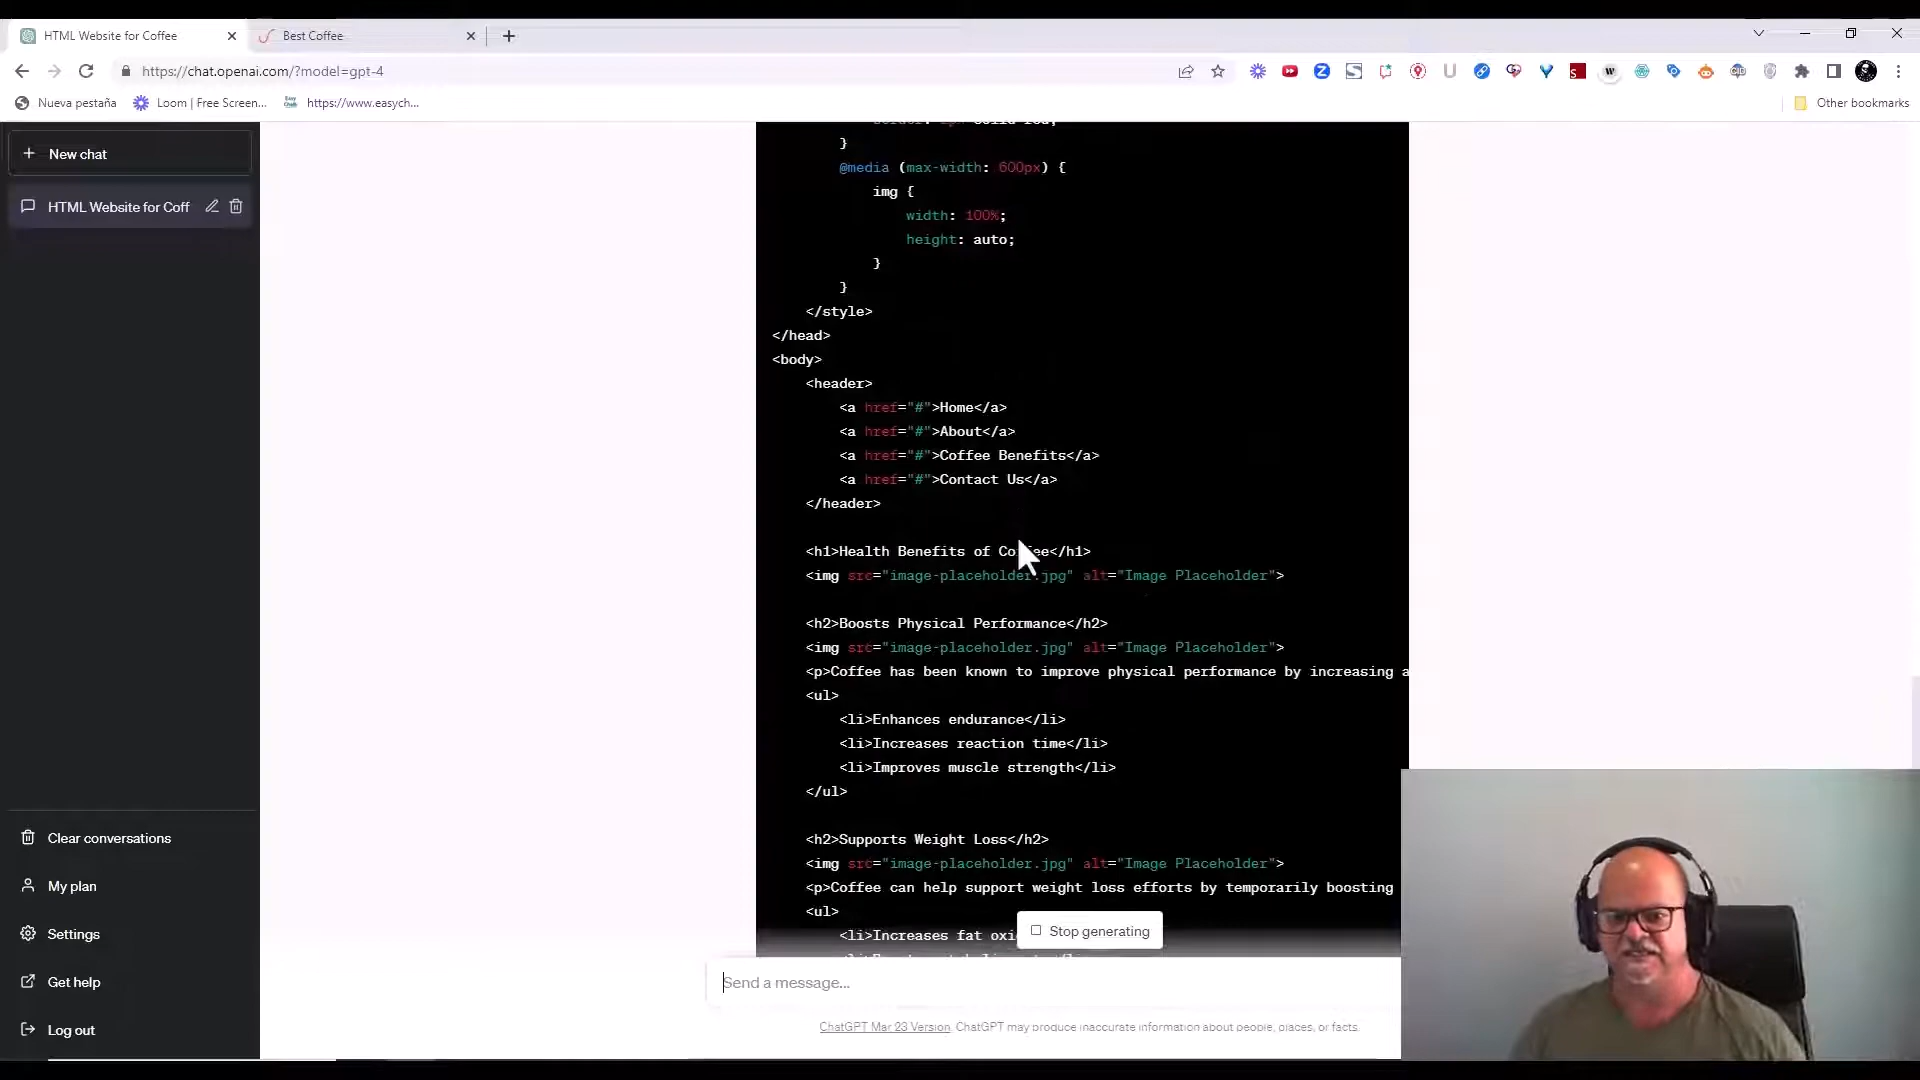 HTML Website for Coffee
Best Coffee
https://chat.openai.com/?model=gpt-4
Nueva pestaña
Loom | Free Screen...
https://www.easych...
Other bookmarks
New chat
HTML Website for Coff
Clear conversations
My plan
Settings
Get help
Log out
}
@media (max-width: 600px) {
img {
width: 100%;
height: auto;
}
}
</style>
</head>
<body>
<header>
<a href="#">Home</a>
<a href="#">About</a>
<a href="#">Coffee Benefits</a>
<a href="#">Contact Us</a>
</header>
<h1>Health Benefits of Coffee</h1>
<img src="image-placeholder.jpg" alt="Image Placeholder">
<h2>Boosts Physical Performance</h2>
<img src="image-placeholder.jpg" alt="Image Placeholder">
<p>Coffee has been known to improve physical performance by increasing a
<ul>
<li>Enhances endurance</li>
<li>Increases reaction time</li>
<li>Improves muscle strength</li>
</ul>
<h2>Supports Weight Loss</h2>
<img src="image-placeholder.jpg" alt="Image Placeholder">
<p>Coffee can help support weight loss efforts by temporarily boosting
<ul>
<li>Increases fat oxi
Stop generating
Send a message...
ChatGPT Mar 23 Version. ChatGPT may produce inaccurate information about people, places, or facts.